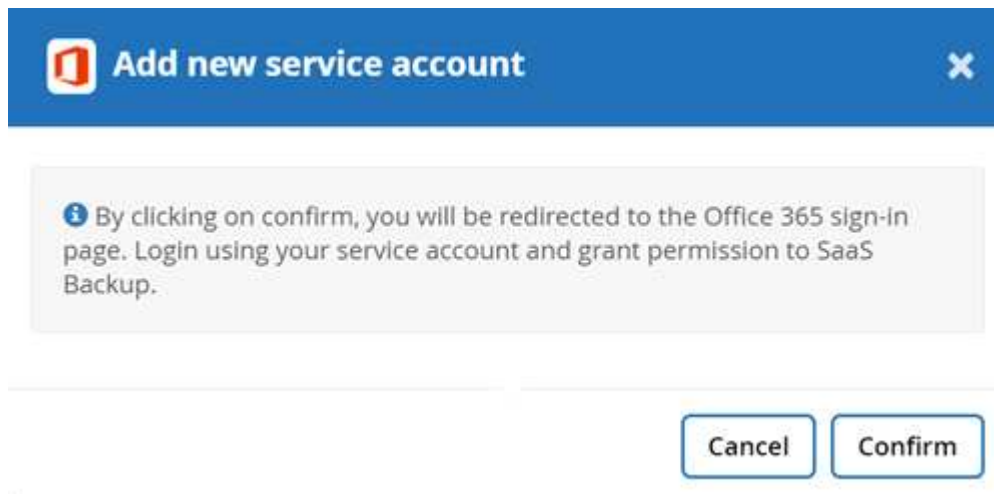 Add new service account
By clicking on confirm, you will be redirected to the Office 365 sign-in
page. Login using your service account and grant permission to SaaS
Backup.
Cancel Confirm